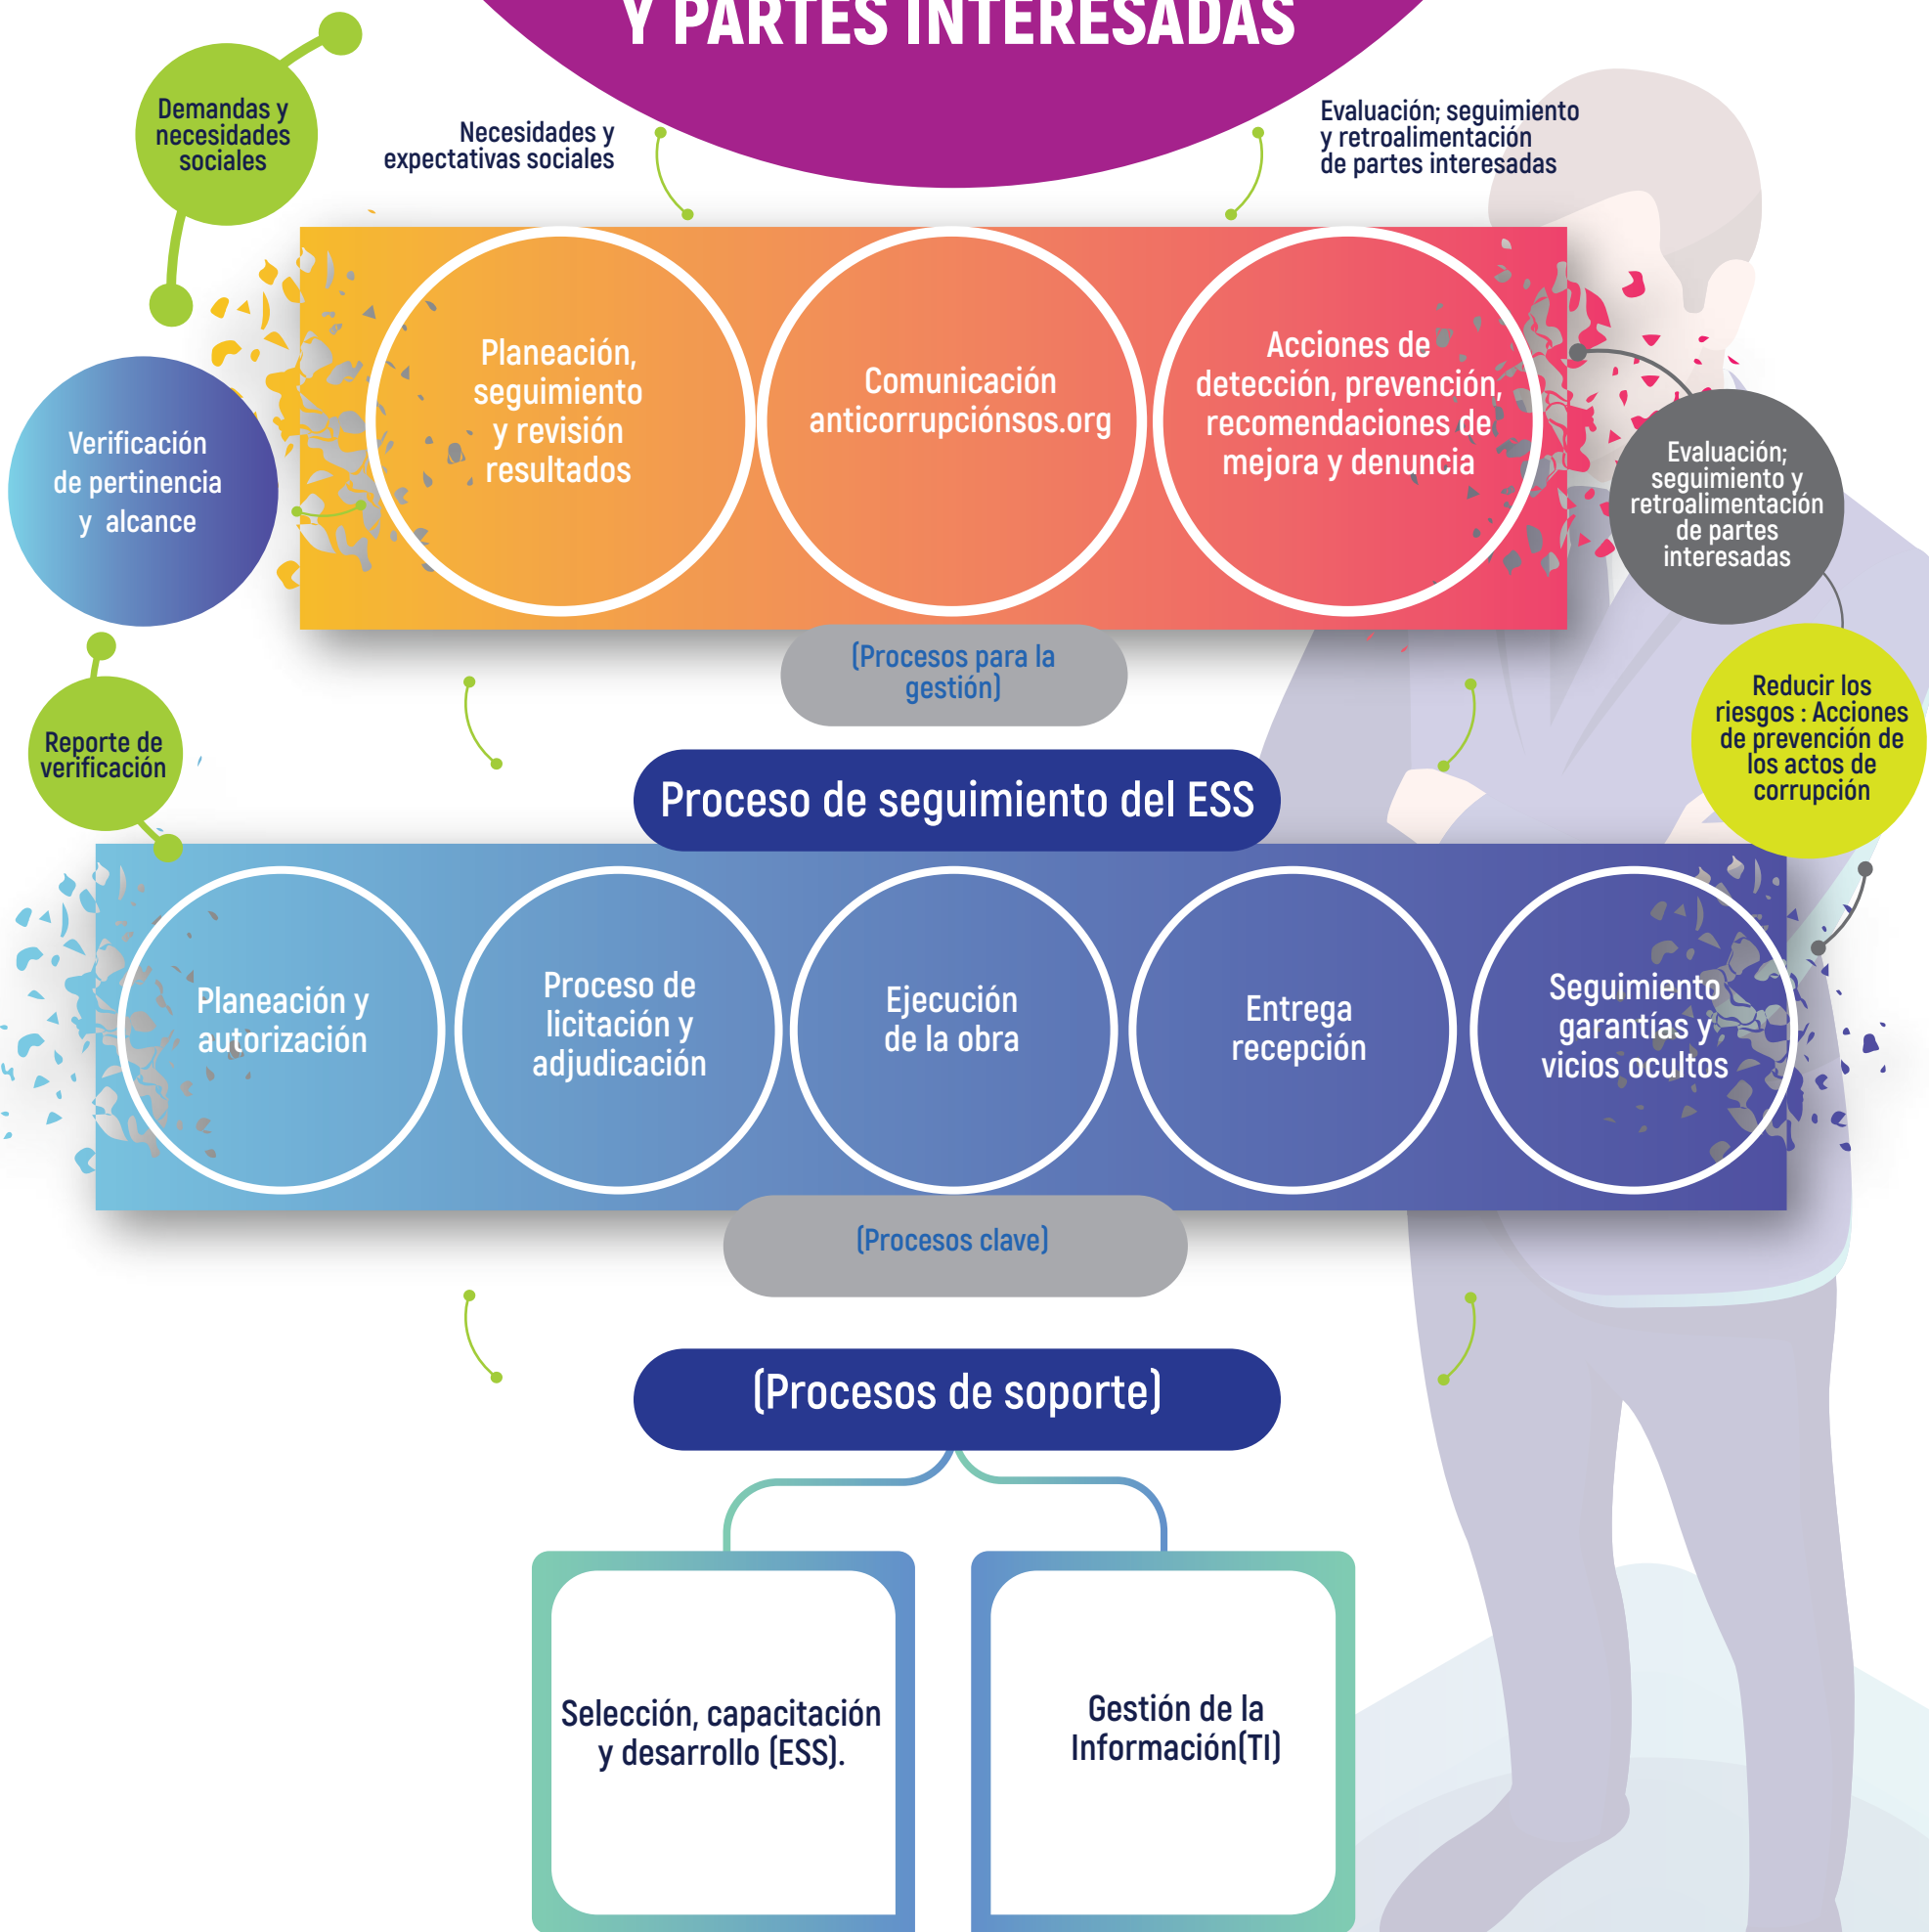 Y PARTES INTERESADAS
Demandas y
necesidades
sociales
Necesidades y
expectativas sociales
Evaluación; seguimiento
y retroalimentación
de partes interesadas
Verificación
de pertinencia
y alcance
Planeación,
seguimiento
y revisión
resultados
Comunicación
anticorrupciónsos.org
Acciones de
detección, prevención,
recomendaciones de
mejora y denuncia
Evaluación;
seguimiento y
retroalimentación
de partes
interesadas
(Procesos para la
gestión)
Reporte de
verificación
Reducir los
riesgos : Acciones
de prevención de
los actos de
corrupción
Proceso de seguimiento del ESS
Planeación y
autorización
Proceso de
licitación y
adjudicación
Ejecución
de la obra
Entrega
recepción
Seguimiento
garantías y
vicios ocultos
(Procesos clave)
(Procesos de soporte)
Selección, capacitación
y desarrollo (ESS).
Gestión de la
Información(TI)